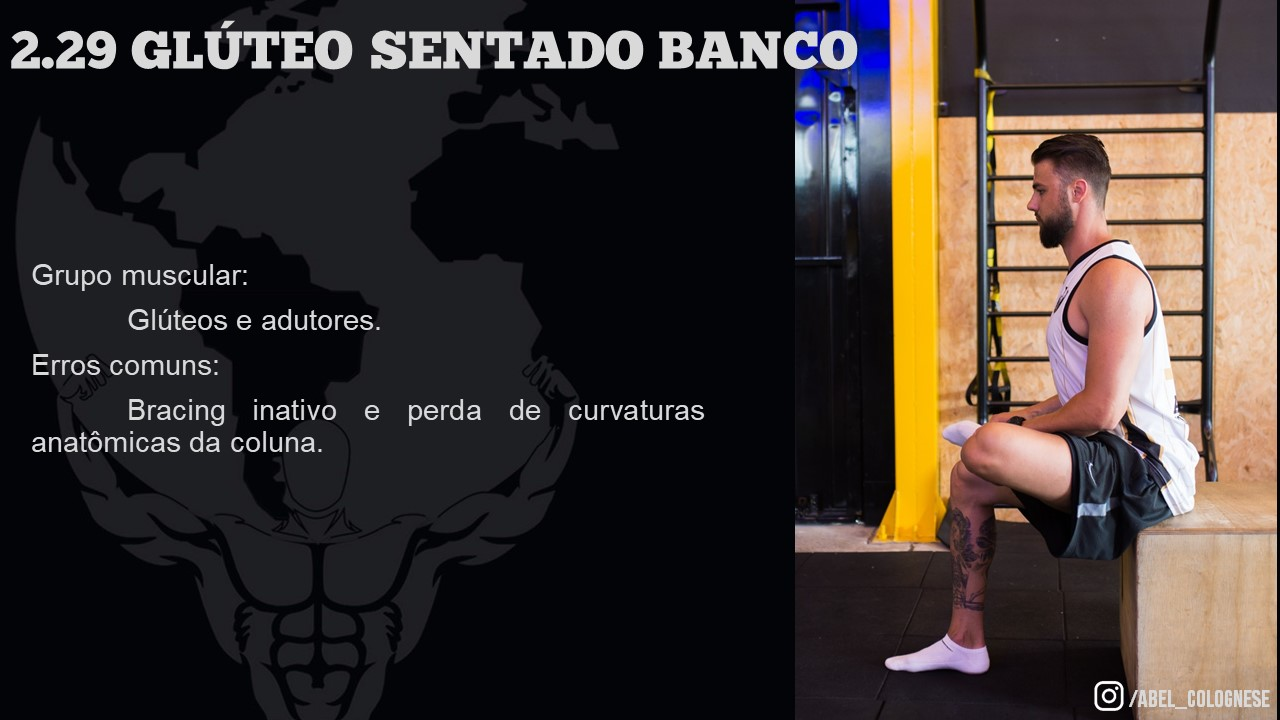 2.29 GLÚTEO SENTADO BANCO
Grupo muscular:
Glúteos e adutores.
Erros comuns:
Bracing inativo e perda de curvaturas
anatômicas da coluna.
/ABEL_COLOGNESE